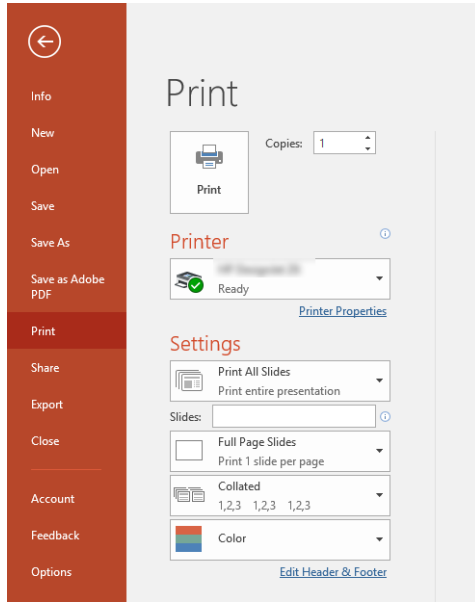 Info
New
Open
Save
Save As
Save as Adobe
PDF
Print
Share
Export
Close
Account
Feedback
Options
Print
Copies: 1
Print
Printer
Ready
Printer Properties
Settings
Print All Slides
Print entire presentation
Slides:
Full Page Slides
Print 1 slide per page
Collated
1,2,3 1,2,3 1,2,3
Color
Edit Header & Footer